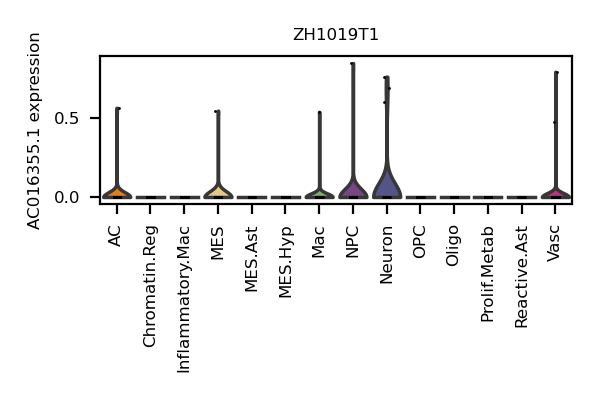 ZH1019T1
AC016355.1 expression
0.5
0.0
AC
Chromatin.Reg
Inflammatory.Mac
MES
MES.Ast
MES.Hyp
Mac
NPC
Neuron
OPC
Oligo
Prolif.Metab
Reactive.Ast
Vasc